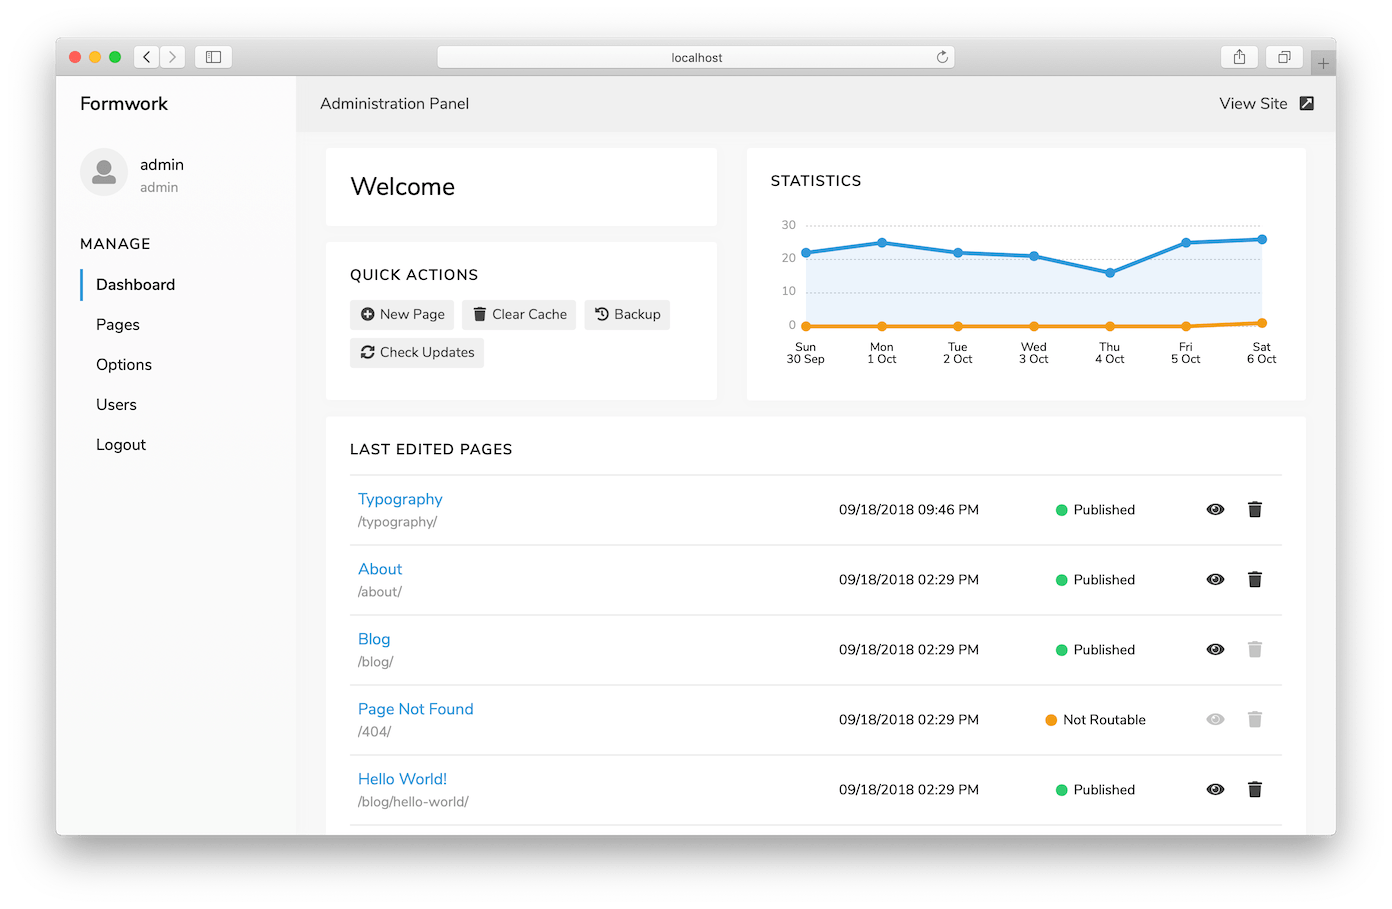 localhost
Formwork
Administration Panel
View Site
admin
admin
MANAGE
Dashboard
Pages
Options
Users
Logout
Welcome
QUICK ACTIONS
New Page
Clear Cache
Backup
Check Updates
STATISTICS
30
20
10
0
Sun
30 Sep
Mon
1 Oct
Tue
2 Oct
Wed
3 Oct
Thu
4 Oct
Fri
5 Oct
Sat
6 Oct
LAST EDITED PAGES
Typography
/typography/
09/18/2018 09:46 PM
Published
About
/about/
09/18/2018 02:29 PM
Published
Blog
/blog/
09/18/2018 02:29 PM
Published
Page Not Found
/404/
09/18/2018 02:29 PM
Not Routable
Hello World!
/blog/hello-world/
09/18/2018 02:29 PM
Published